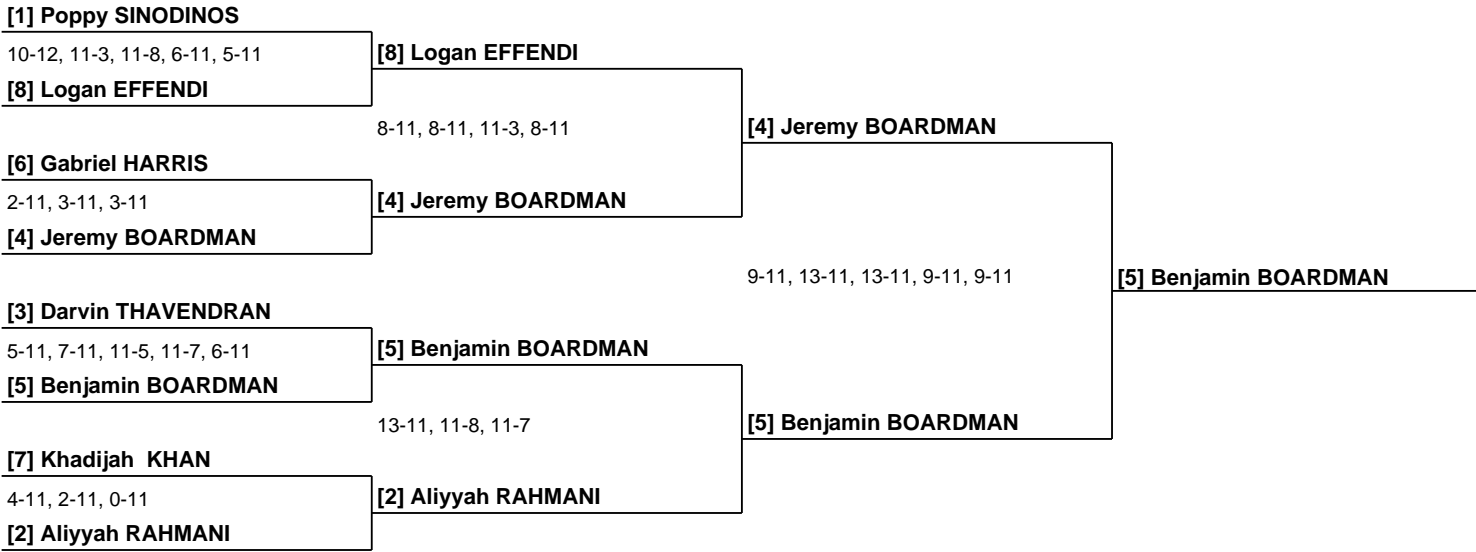 [1] Poppy SINODINOS
10-12, 11-3, 11-8, 6-11, 5-11
[8] Logan EFFENDI
[8] Logan EFFENDI
8-11, 8-11, 11-3, 8-11
[4] Jeremy BOARDMAN
[6] Gabriel HARRIS
2-11, 3-11, 3-11
[4] Jeremy BOARDMAN
[4] Jeremy BOARDMAN
9-11, 13-11, 13-11, 9-11, 9-11
[5] Benjamin BOARDMAN
[3] Darvin THAVENDRAN
5-11, 7-11, 11-5, 11-7, 6-11
[5] Benjamin BOARDMAN
[5] Benjamin BOARDMAN
13-11, 11-8, 11-7
[5] Benjamin BOARDMAN
[7] Khadijah  KHAN
4-11, 2-11, 0-11
[2] Aliyyah RAHMANI
[2] Aliyyah RAHMANI